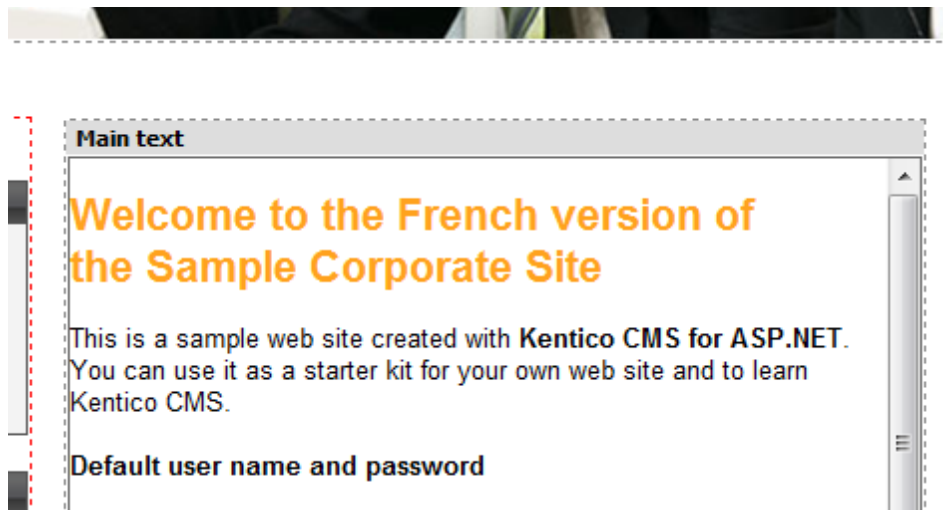 Main text
Welcome to the French version of
the Sample Corporate Site
This is a sample web site created with Kentico CMS for ASP.NET.
You can use it as a starter kit for your own web site and to learn
Kentico CMS.
Default user name and password